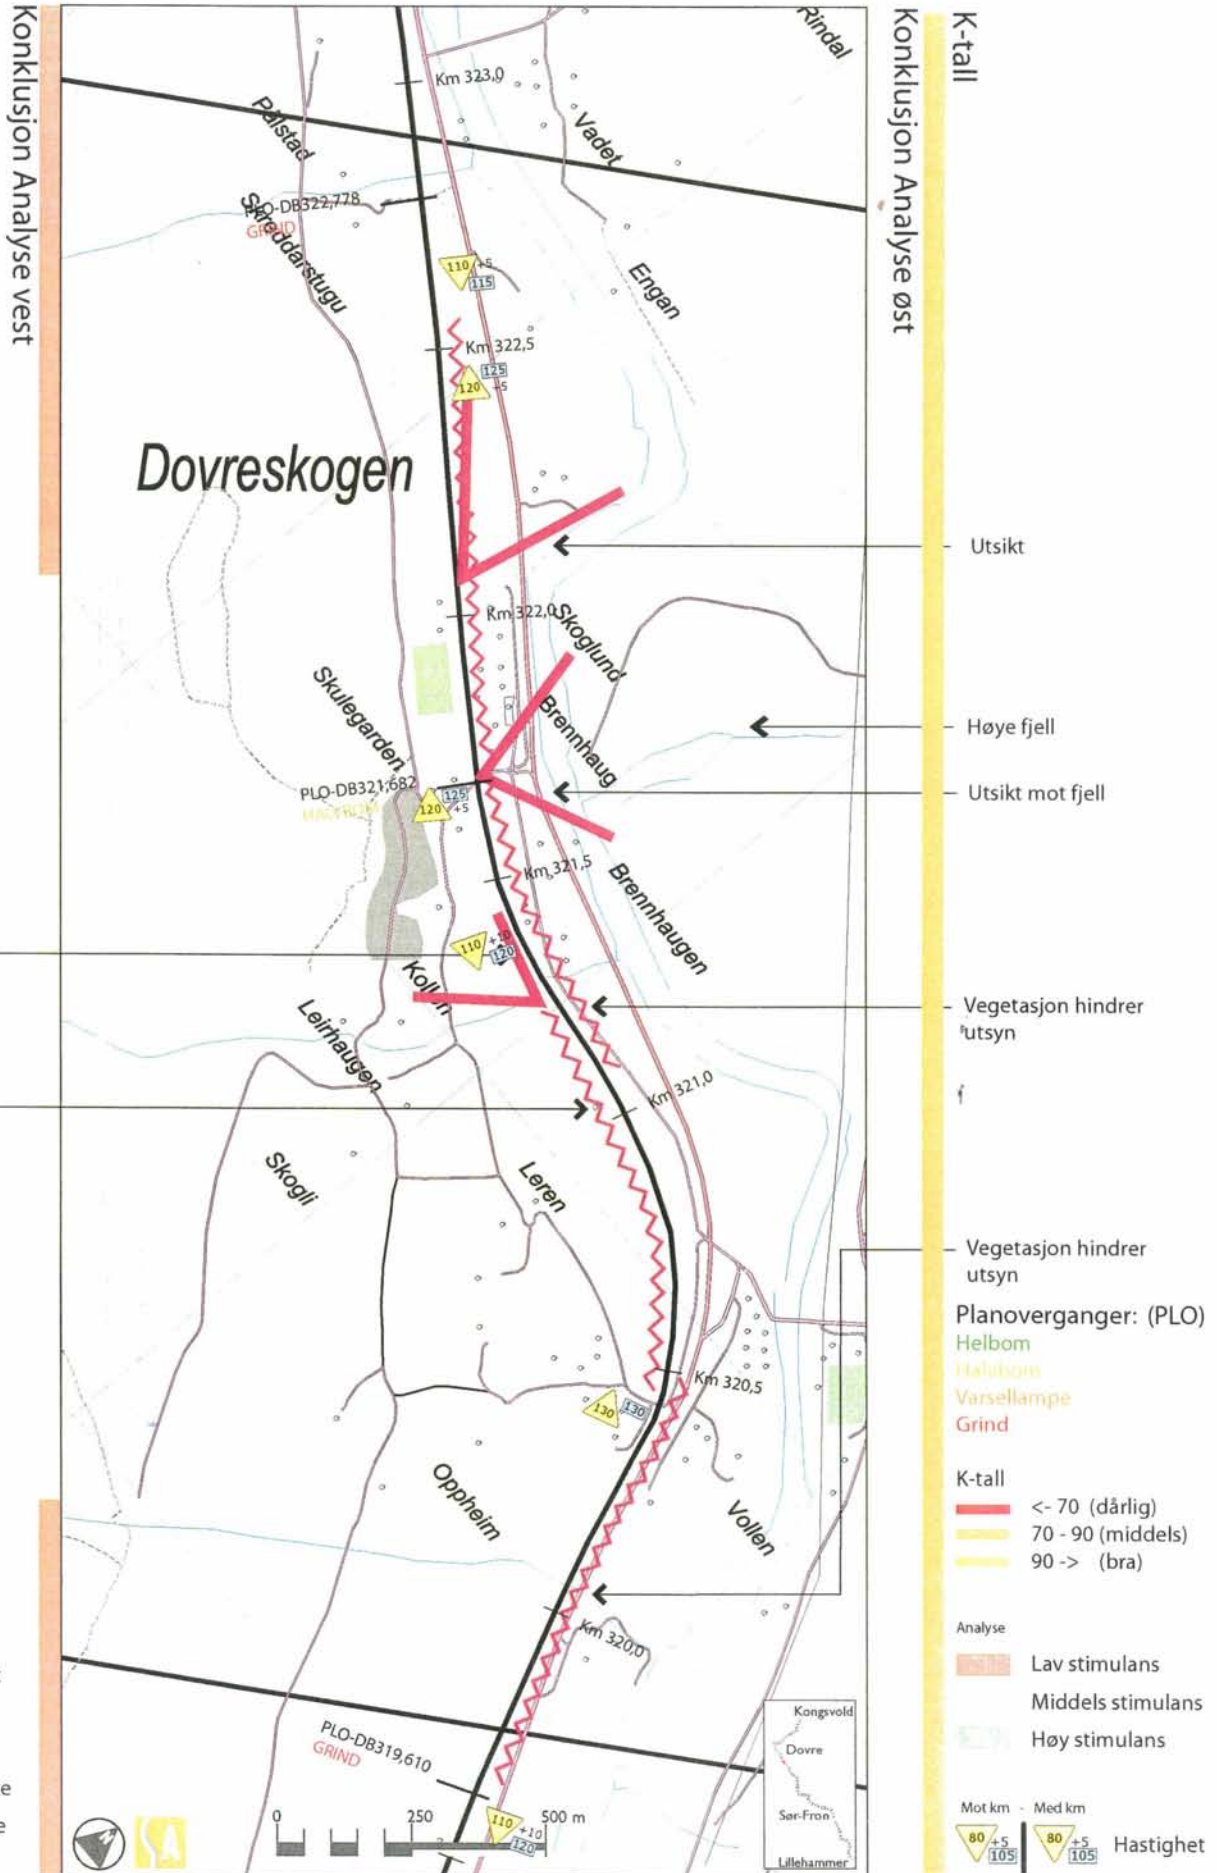 Konklusjon Analyse vest
Konklusjon Analyse øst
K-tall
Rindal
Km 323,0
Pålstad
Vadet
PLO-DB322,778
GRIND
Skreddarstugu
110
+5
115
Engan
Km 322,5
125
120
+5
Dovreskogen
Utsikt
Km 322,0
Skoglund
Skulegarden
Brennhaug
Høye fjell
PLO-DB321,682
125
120
+5
Utsikt mot fjell
Km 321,5
Brennhaugen
110
+10
120
Kollen
Leirhaugen
Vegetasjon hindrer
utsyn
Km 321,0
Skogli
Leren
Vegetasjon hindrer
utsyn
Planoverganger: (PLO)
Helbom
Halvbom
Varsellampe
Grind
Km 320,5
130
130
Oppheim
Vollen
K-tall
<- 70 (dårlig)
70 - 90 (middels)
90 -> (bra)
Km 320,0
Analyse
Lav stimulans
Middels stimulans
Høy stimulans
PLO-DB319,610
GRIND
Kongsvold
Dovre
Sør-Fron
Lillehammer
0
250
500 m
110
+10
120
SA
Mot km - Med km
80
+5
105
80
+5
105
Hastighet